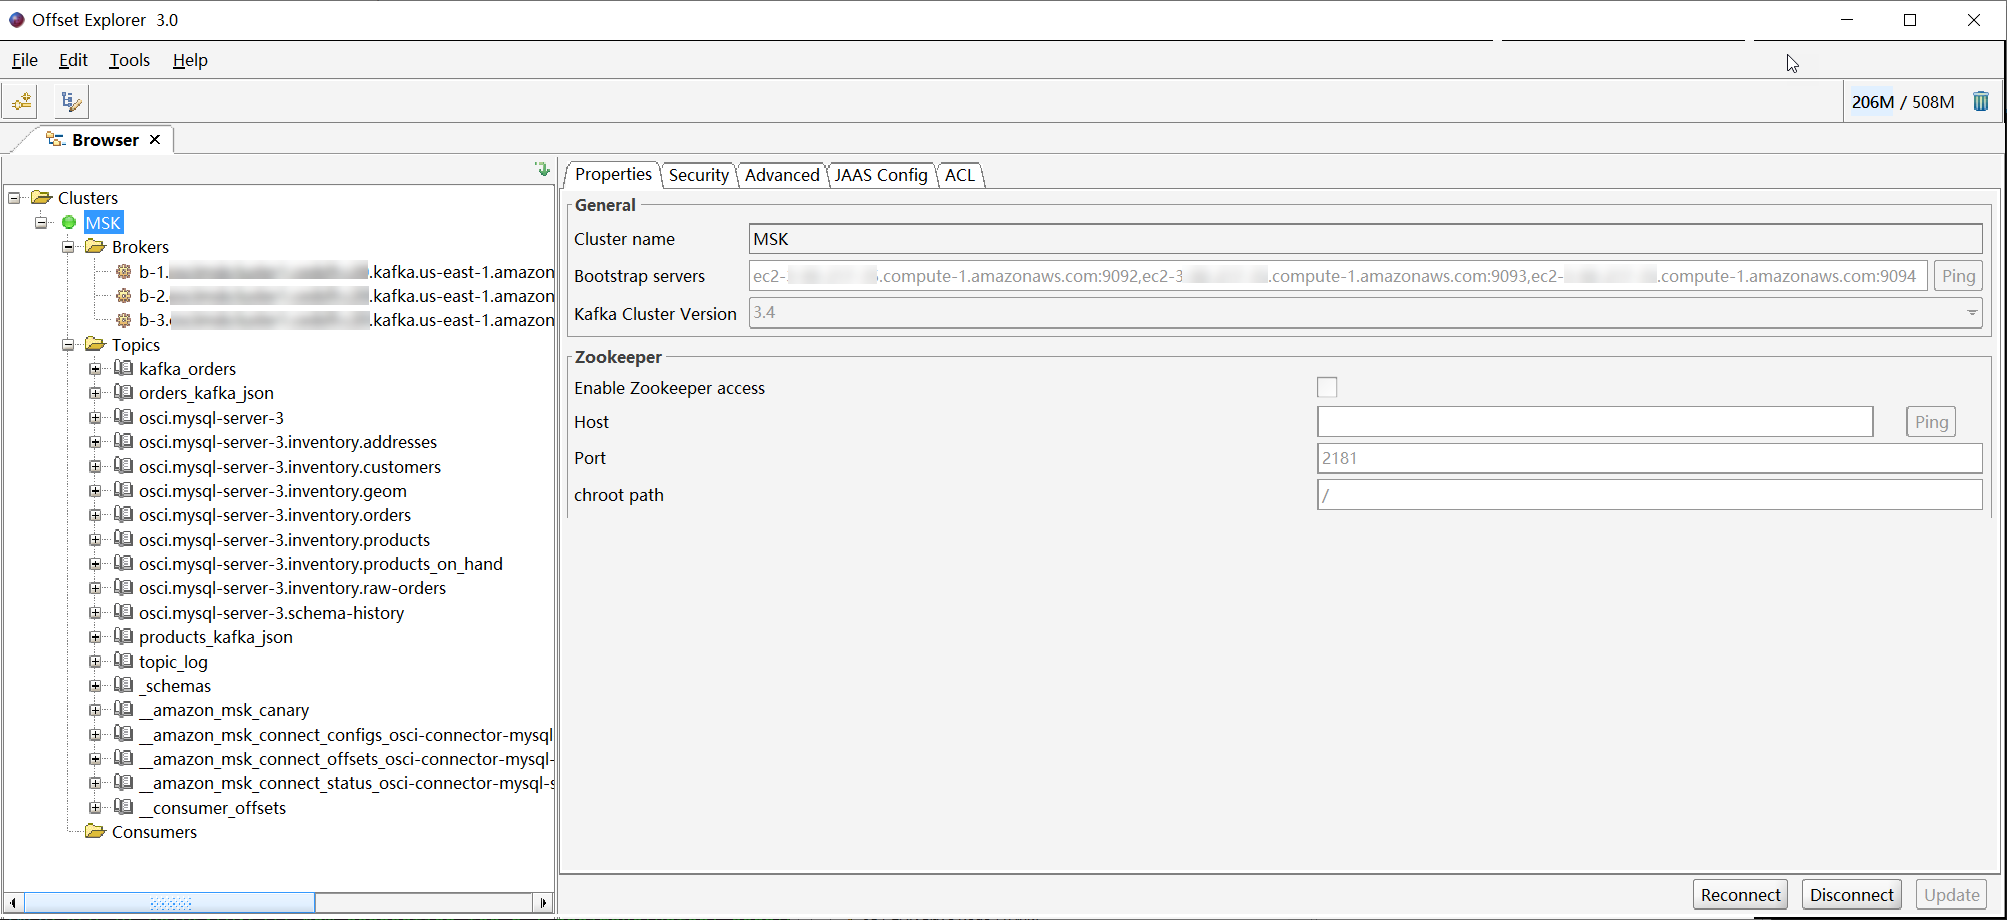 Offset Explorer 3.0
File Edit Tools Help
206M / 508M
Browser
Properties Security Advanced JAAS Config ACL
Clusters
MSK
Brokers
b-1. .kafka.us-east-1.amazon
b-2. .kafka.us-east-1.amazon
b-3. .kafka.us-east-1.amazon
Topics
kafka_orders
orders_kafka_json
osci.mysql-server-3
osci.mysql-server-3.inventory.addresses
osci.mysql-server-3.inventory.customers
osci.mysql-server-3.inventory.geom
osci.mysql-server-3.inventory.orders
osci.mysql-server-3.inventory.products
osci.mysql-server-3.inventory.products_on_hand
osci.mysql-server-3.inventory.raw-orders
osci.mysql-server-3.schema-history
products_kafka_json
topic_log
_schemas
__amazon_msk_canary
__amazon_msk_connect_configs_osci-connector-mysql
__amazon_msk_connect_offsets_osci-connector-mysql-
__amazon_msk_connect_status_osci-connector-mysql-s
__consumer_offsets
Consumers
General
Cluster name MSK
Bootstrap servers ec2- .compute-1.amazonaws.com:9092,ec2-3 .compute-1.amazonaws.com:9093,ec2- .compute-1.amazonaws.com:9094 Ping
Kafka Cluster Version 3.4
Zookeeper
Enable Zookeeper access
Host Ping
Port 2181
chroot path /
Reconnect Disconnect Update